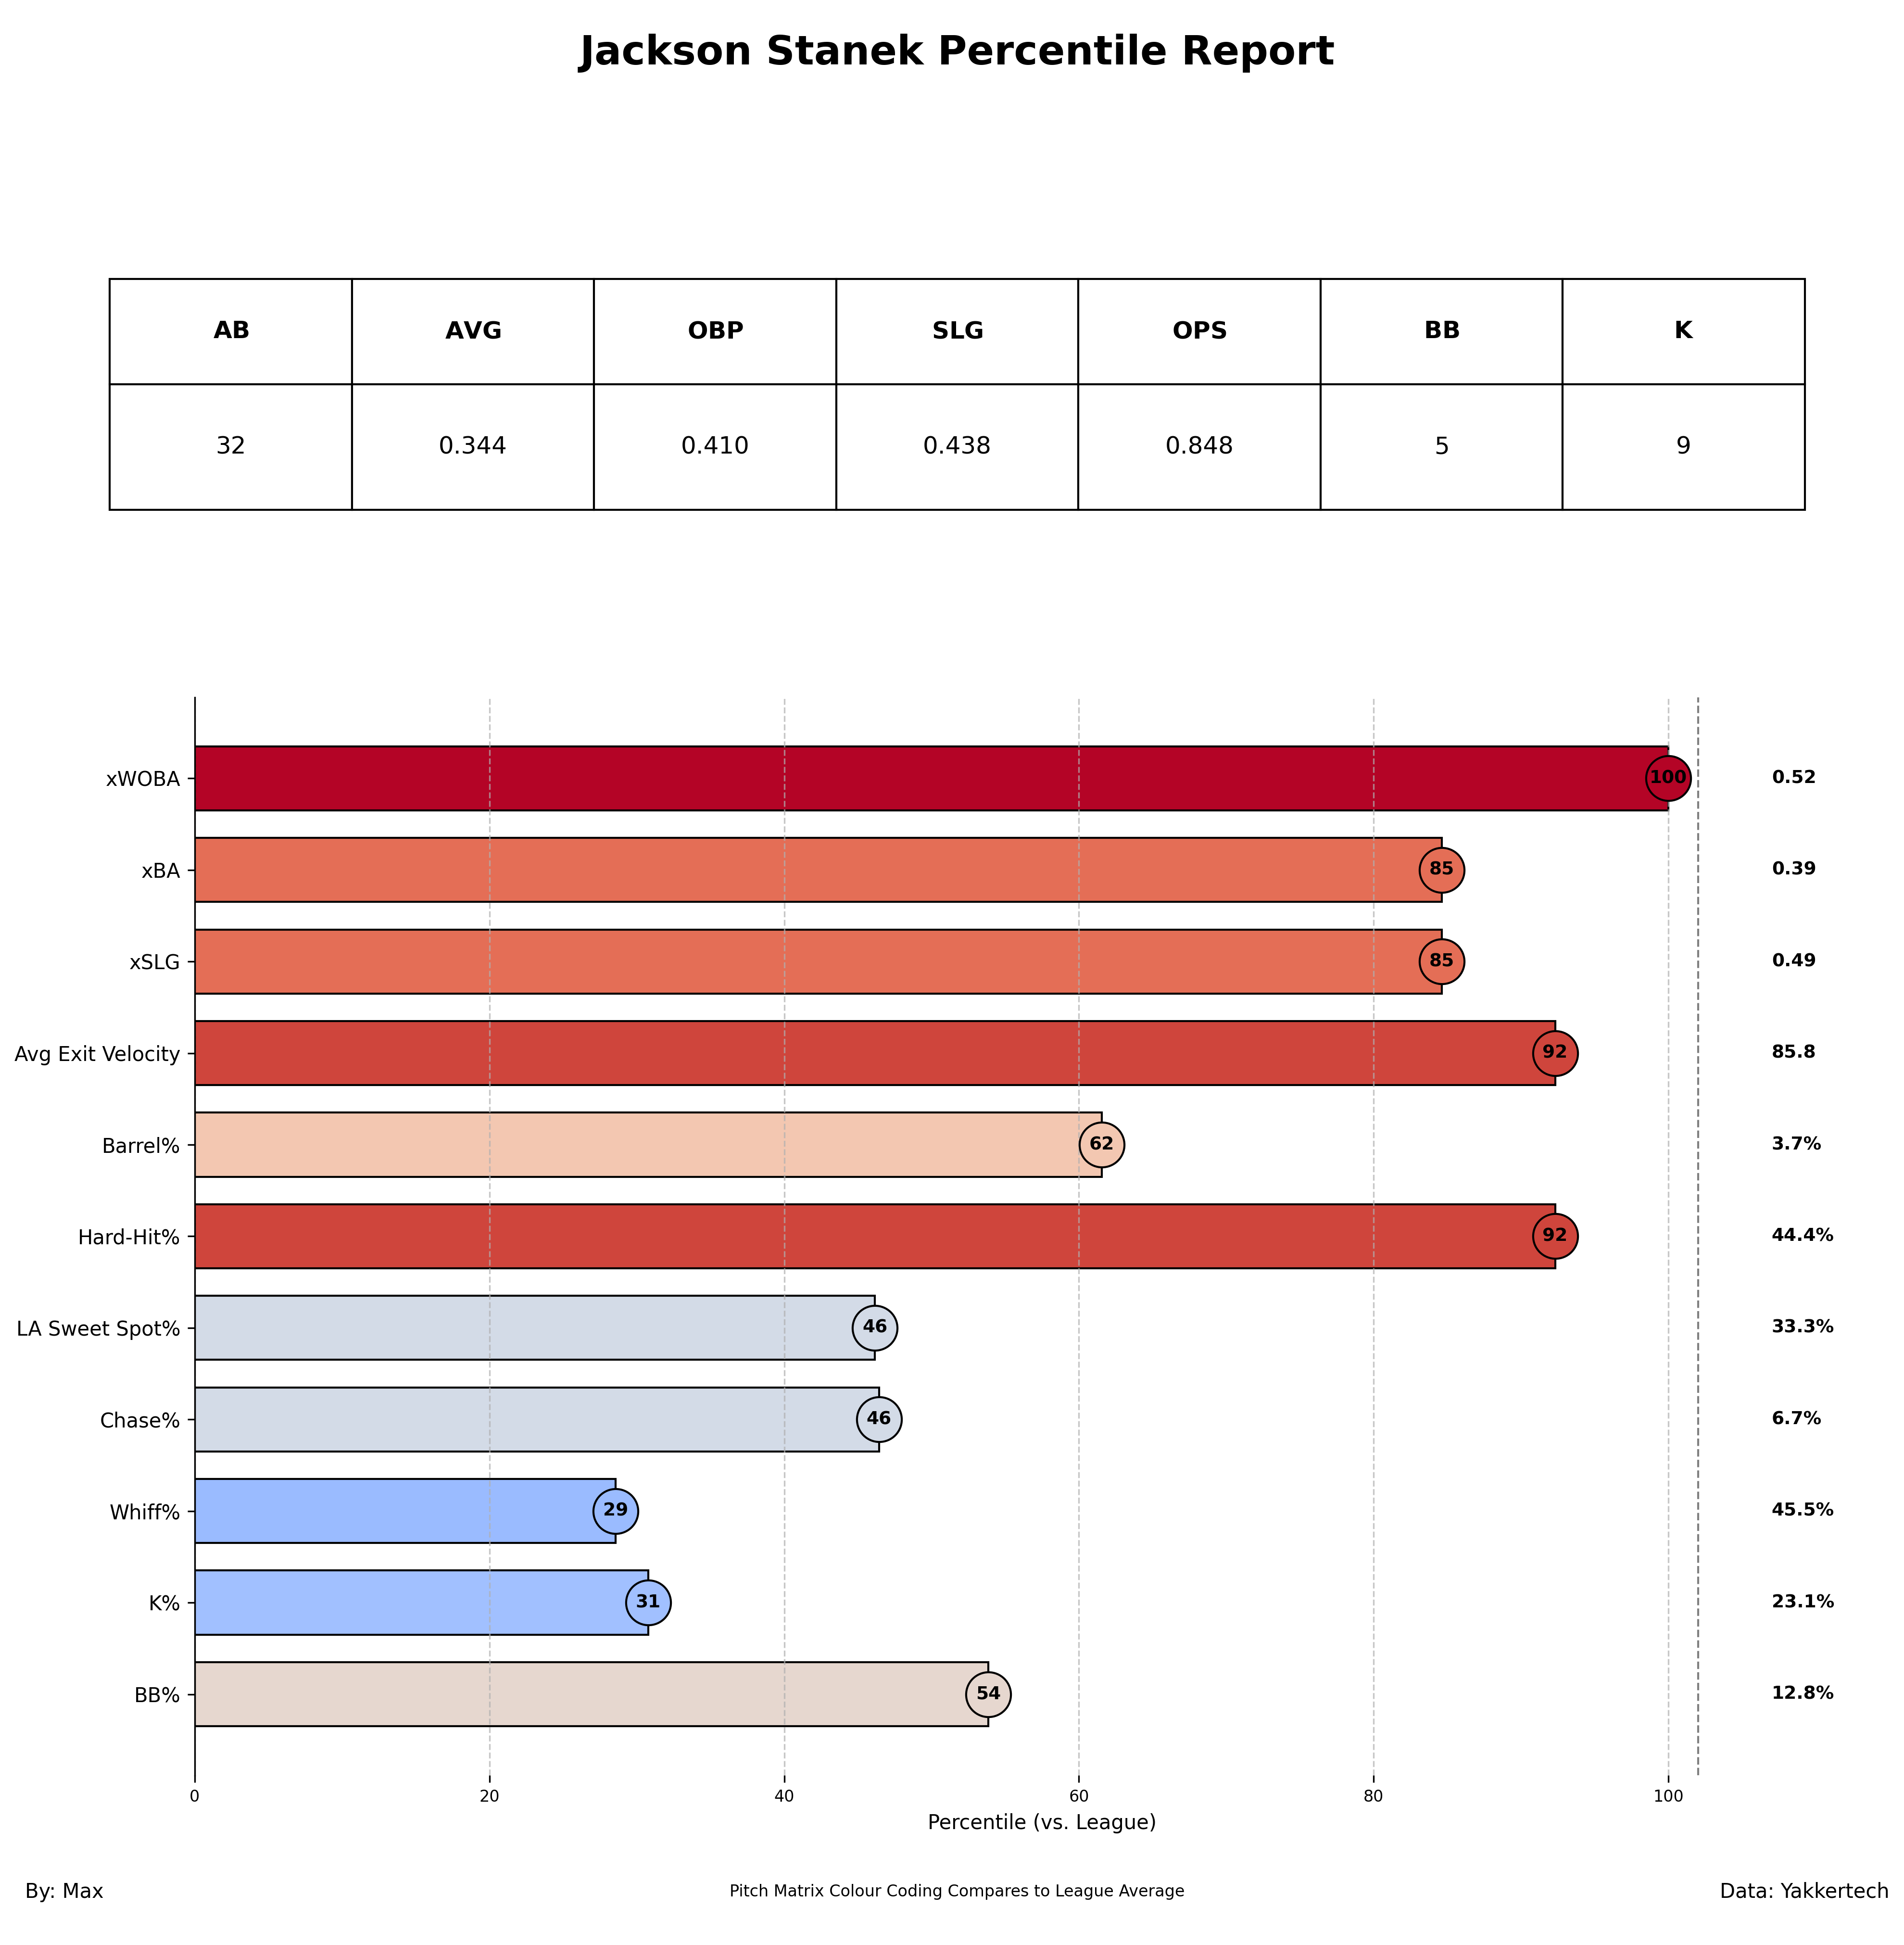 Jackson Stanek Percentile Report
AB AVG OBP SLG OPS BB K
32 0.344 0.410 0.438 0.848 5 9
xWOBA 100 0.52
xBA 85 0.39
xSLG 85 0.49
Avg Exit Velocity 92 85.8
Barrel% 62 3.7%
Hard-Hit% 92 44.4%
LA Sweet Spot% 46 33.3%
Chase% 46 6.7%
Whiff% 29 45.5%
K% 31 23.1%
BB% 54 12.8%
0 20 40 60 80 100
Percentile (vs. League)
By: Max Pitch Matrix Colour Coding Compares to League Average Data: Yakkertech